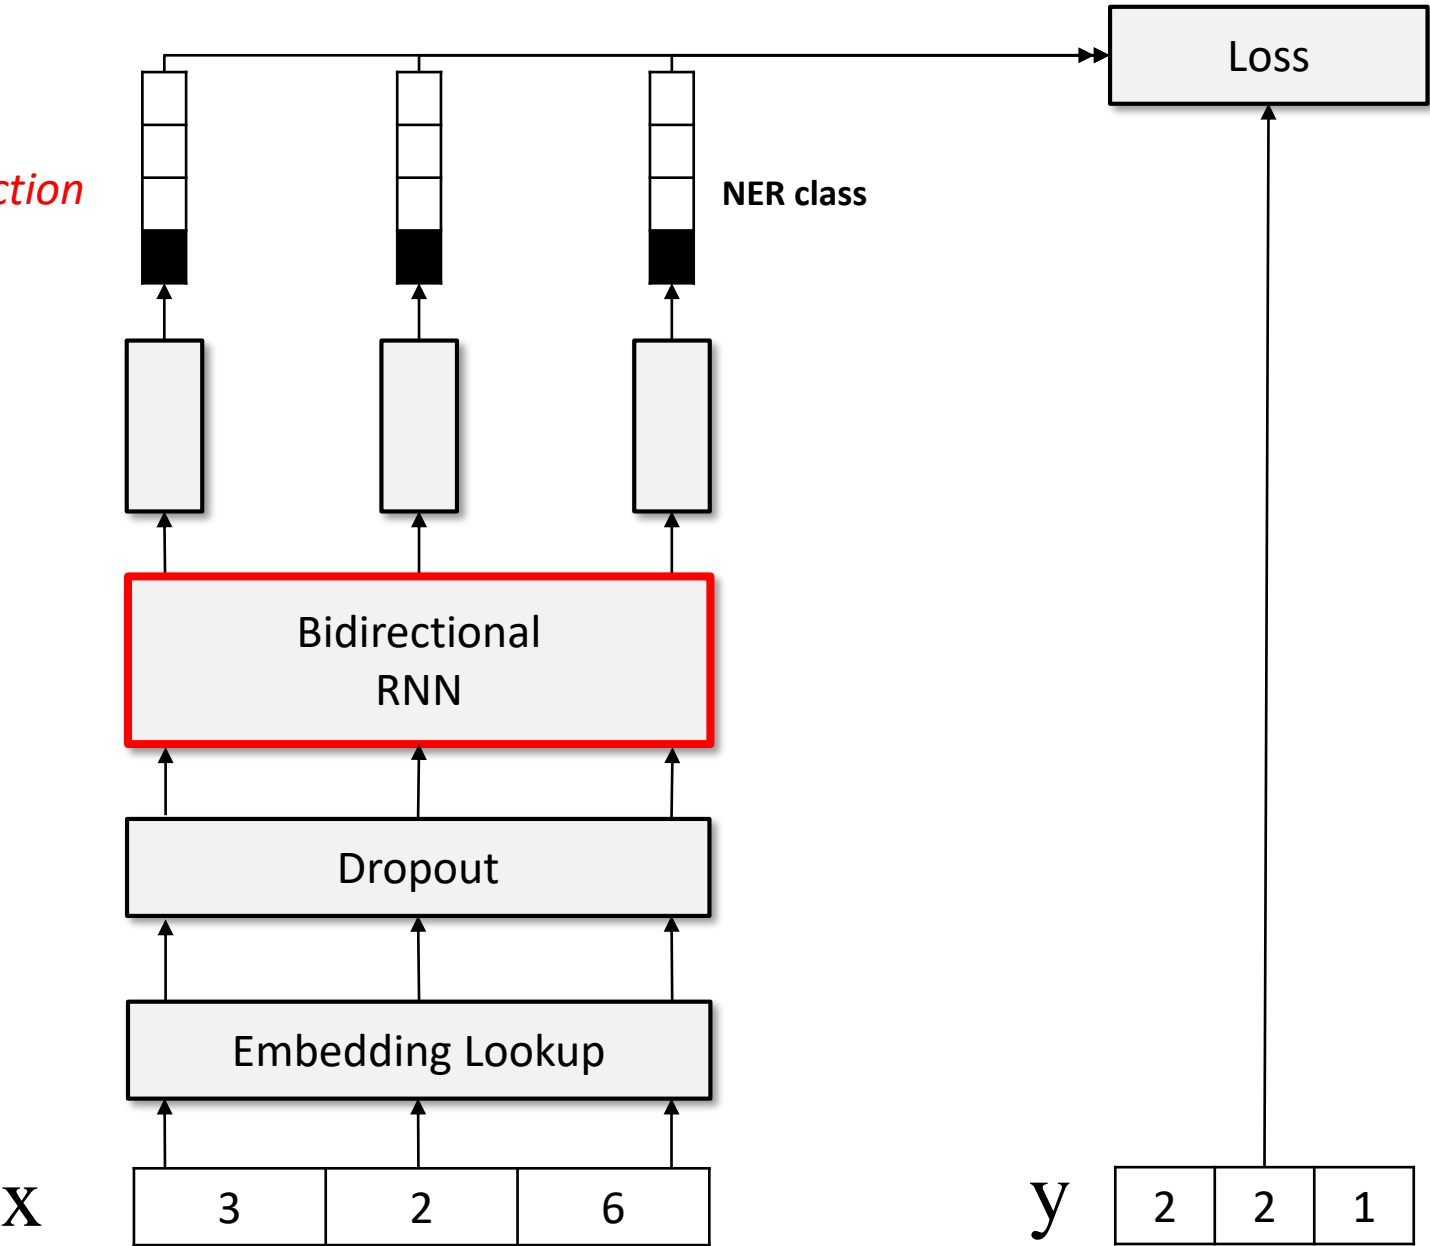 Loss
ction
NER class
Bidirectional
RNN
Dropout
Embedding Lookup
x 3 2 6
y 2 2 1